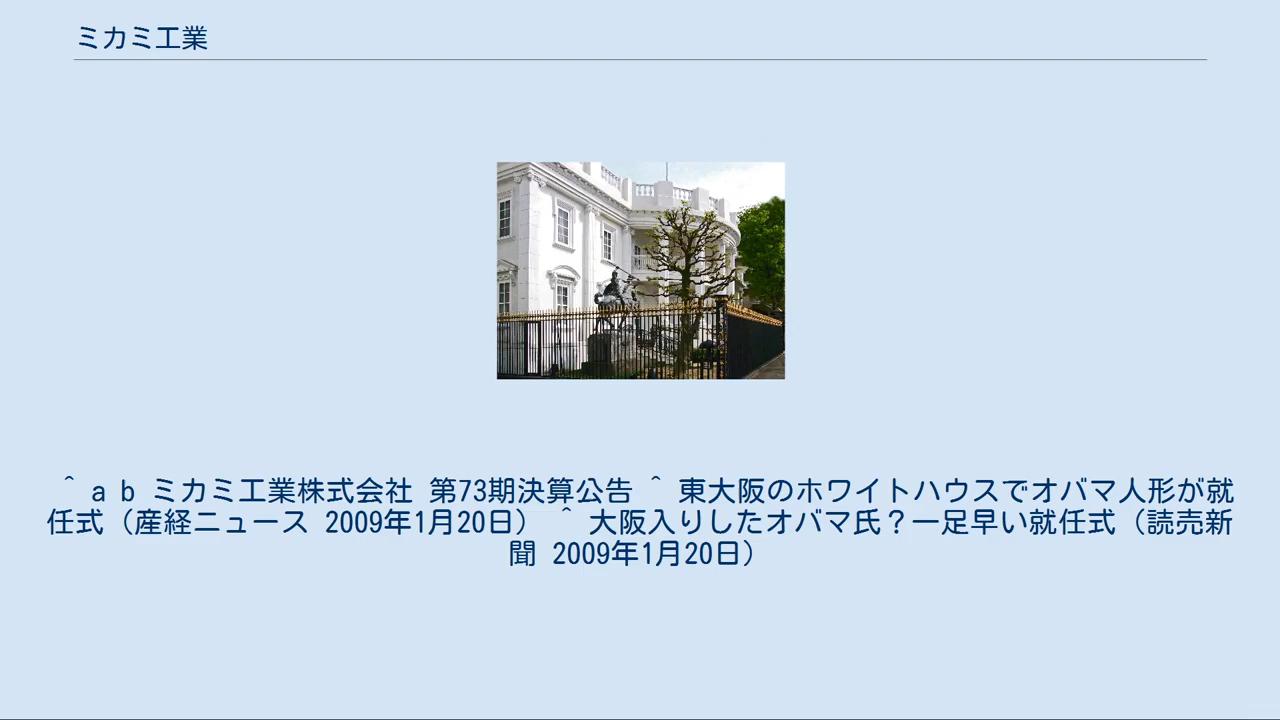 ミカミ工業
^ a b ミカミ工業株式会社 第73期決算公告 ^ 東大阪のホワイトハウスでオバマ人形が就
任式（産経ニュース 2009年1月20日） ^ 大阪入りしたオバマ氏？一足早い就任式（読売新
聞 2009年1月20日）